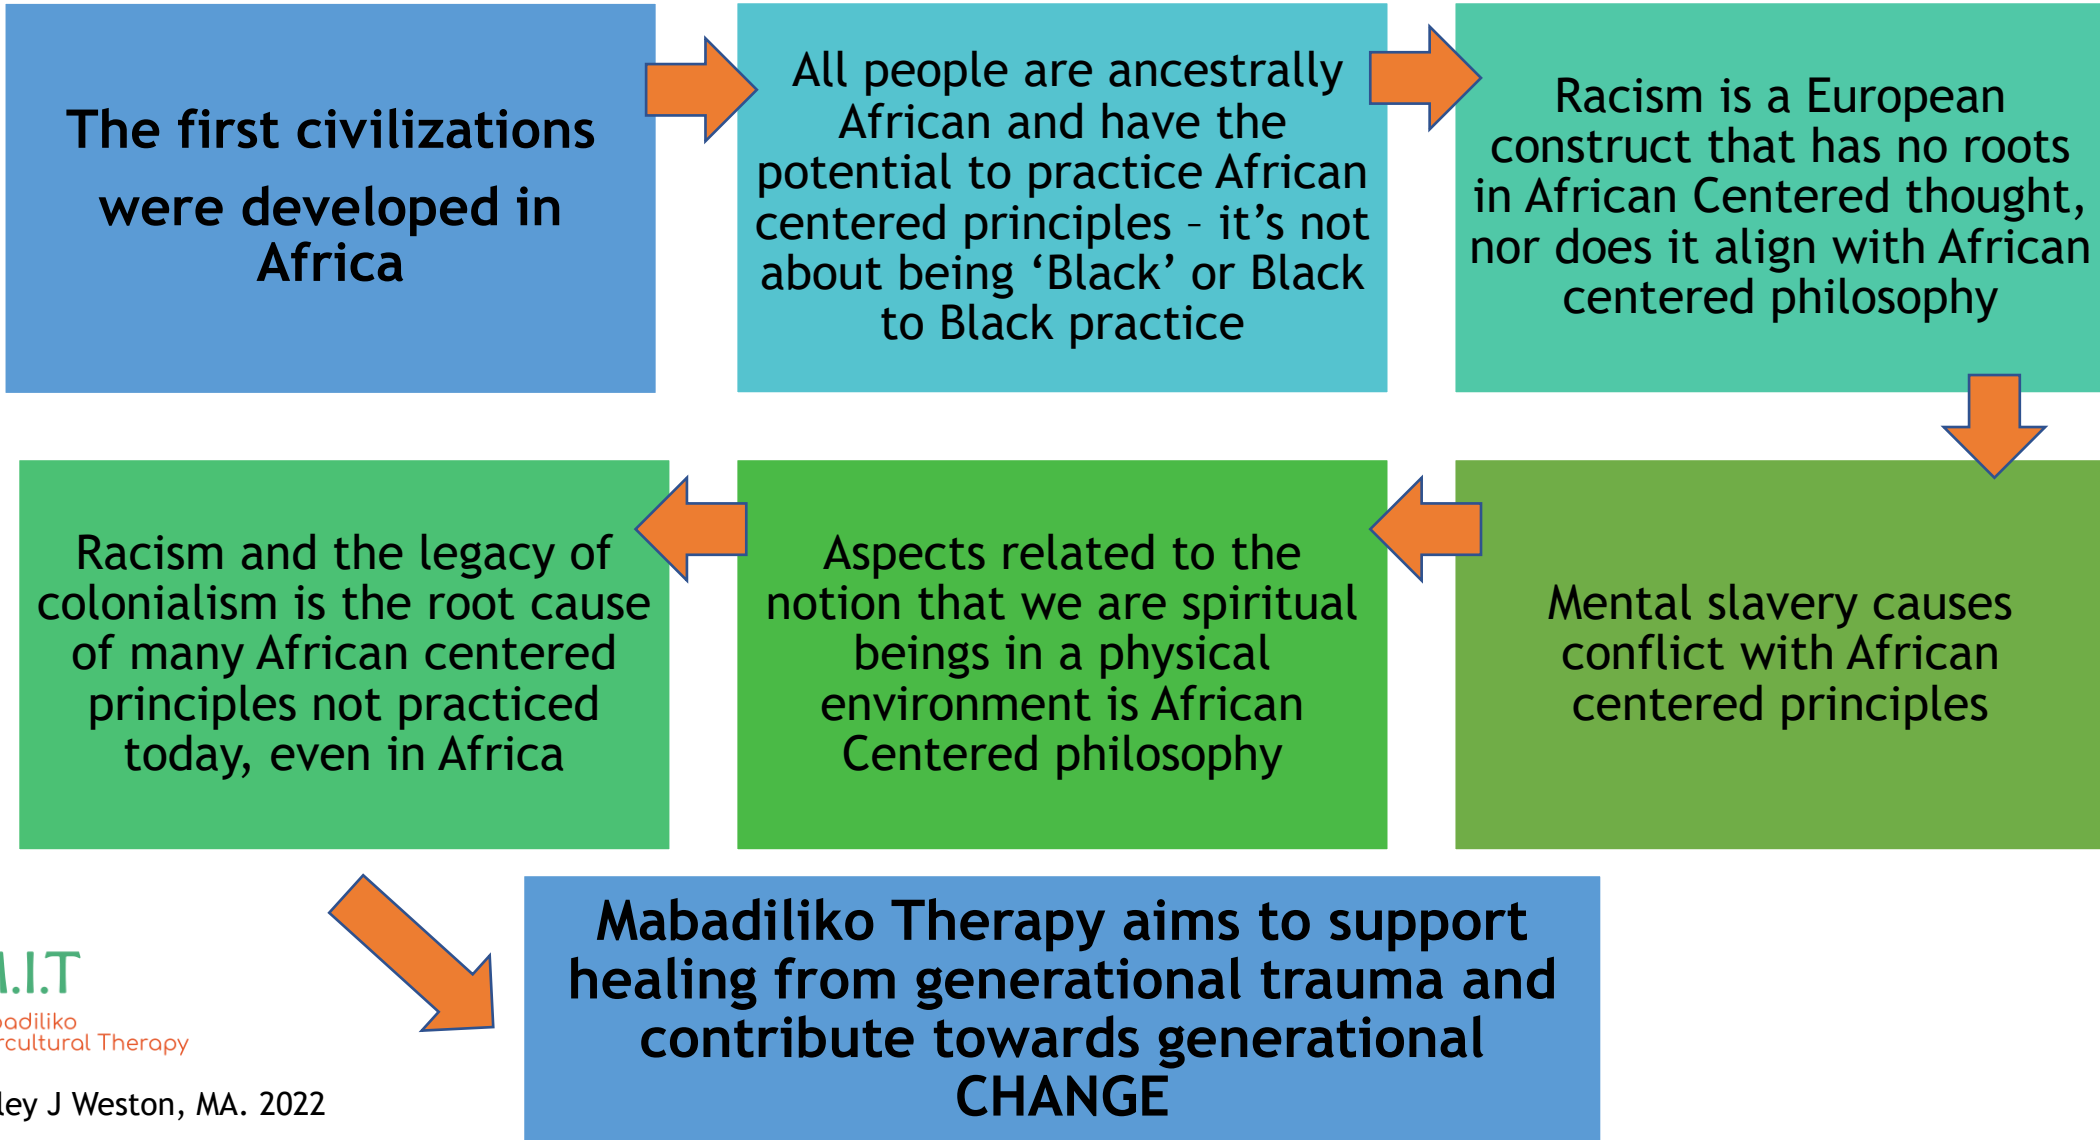 The first civilizations
were developed in
Africa
All people are ancestrally
African and have the
potential to practice African
centered principles – it’s not
about being ‘Black’ or Black
to Black practice
Racism is a European
construct that has no roots
in African Centered thought,
nor does it align with African
centered philosophy
Mental slavery causes
conflict with African
centered principles
Aspects related to the
notion that we are spiritual
beings in a physical
environment is African
Centered philosophy
Racism and the legacy of
colonialism is the root cause
of many African centered
principles not practiced
today, even in Africa
Mabadiliko Therapy aims to support
healing from generational trauma and
contribute towards generational
CHANGE
.I.T
adiliko
rcultural Therapy
ley J Weston, MA. 2022